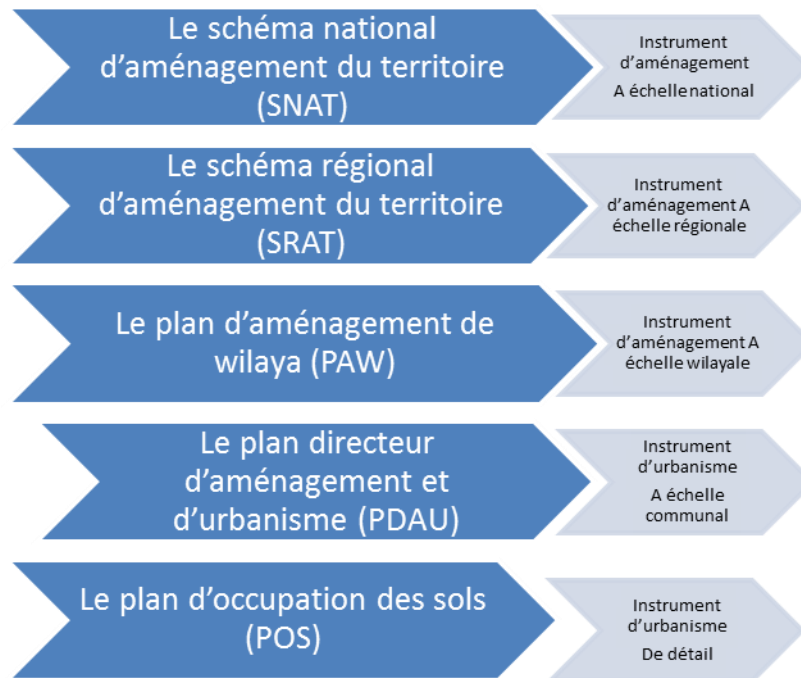 Le schéma national
d’aménagement du territoire
(SNAT)
Instrument
d’aménagement
A échelle national
Le schéma régional
d’aménagement du territoire
(SRAT)
Instrument
d’aménagement A
échelle régionale
Le plan d’aménagement de
wilaya (PAW)
Instrument
d’aménagement A
échelle wilayale
Le plan directeur
d’aménagement et
d’urbanisme (PDAU)
Instrument
d’urbanisme
A échelle
communal
Le plan d’occupation des sols
(POS)
Instrument
d’urbanisme
De détail